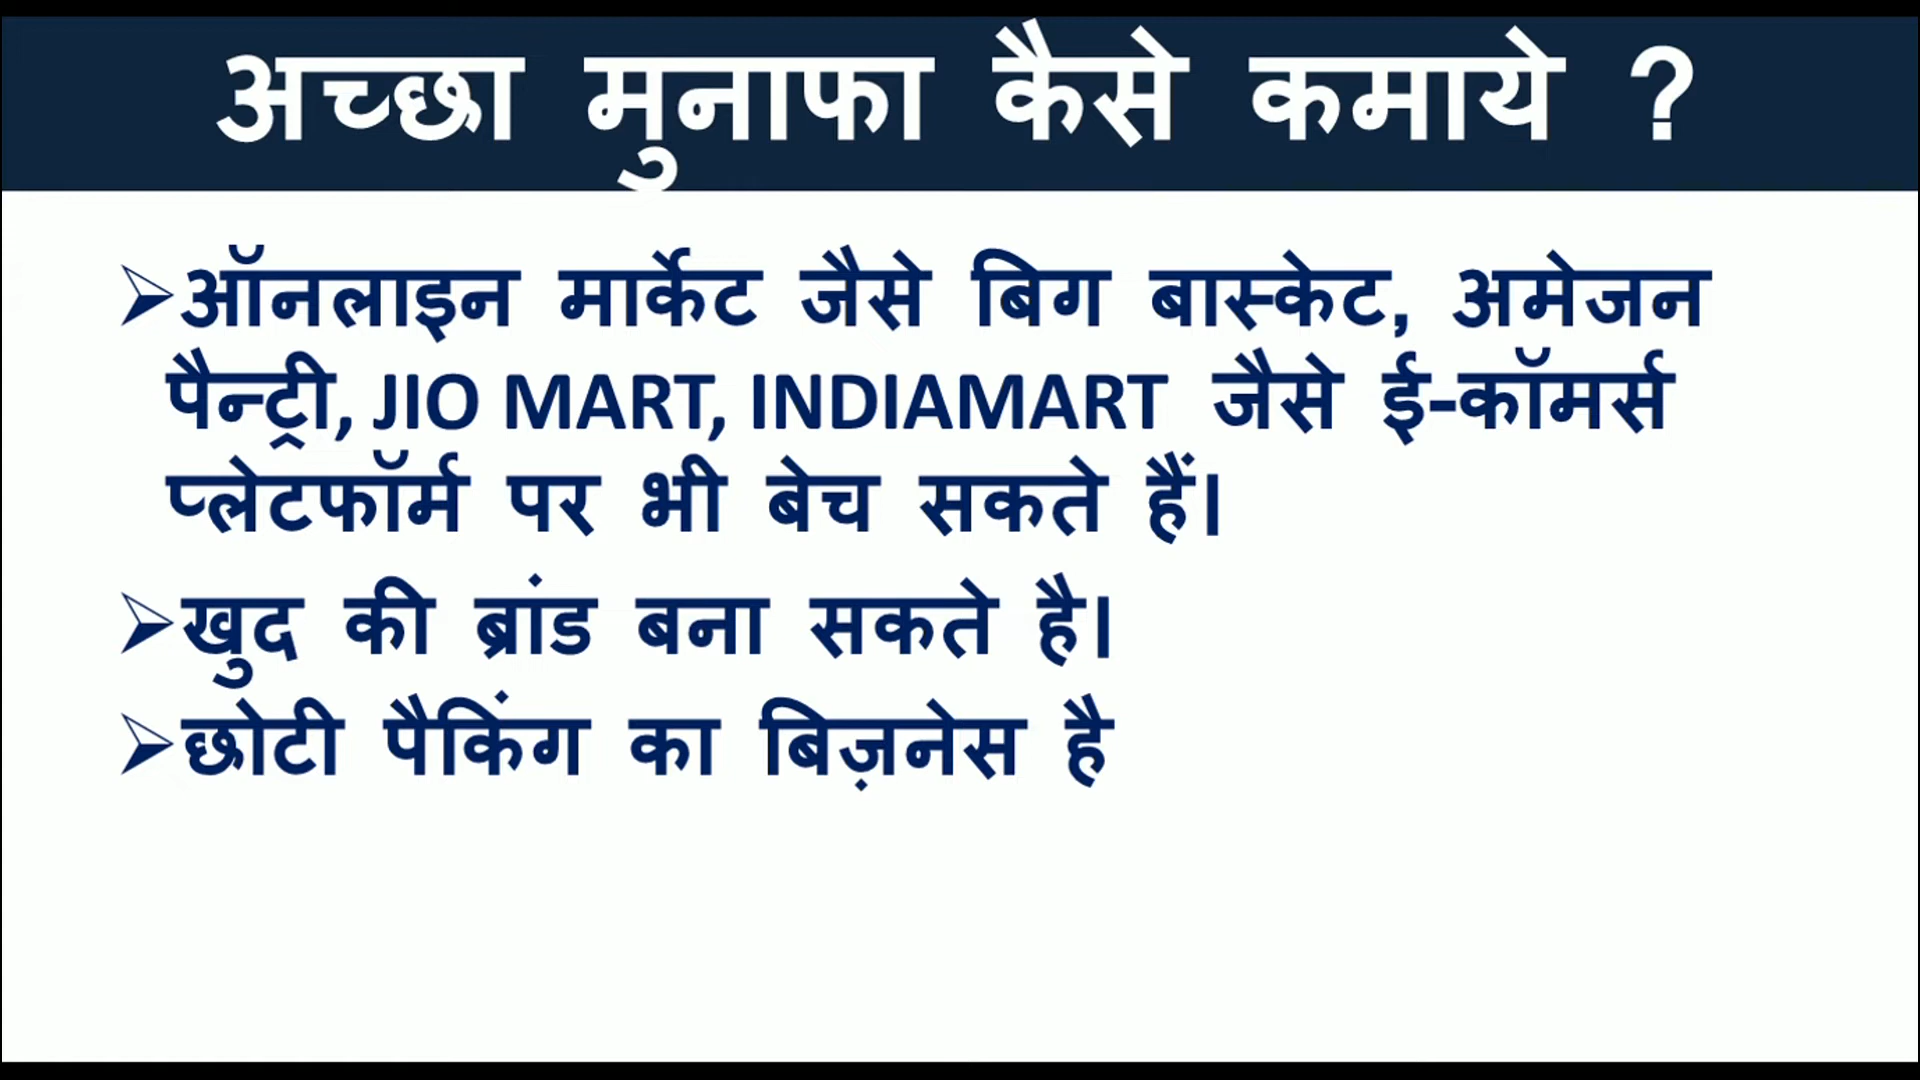 अच्छा मुनाफा कैसे कमाये ?
➢ऑनलाइन मार्केट जैसे बिग बास्केट, अमेजन
पैन्ट्री, JIO MART, INDIAMART जैसे ई-कॉमर्स
प्लेटफॉर्म पर भी बेच सकते हैं।
➢खुद की ब्रांड बना सकते है।
➢छोटी पैकिंग का बिज़नेस है